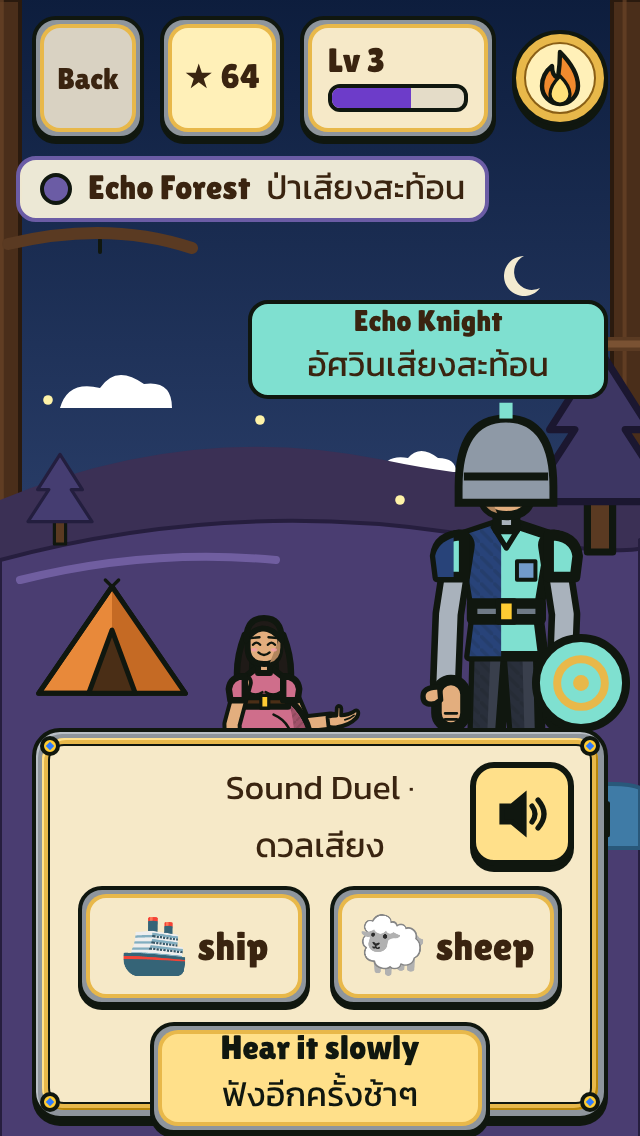 Back
★ 64
Lv 3
Echo Forest ป่าเสียงสะท้อน
Echo Knight
อัศวินเสียงสะท้อน
Sound Duel ·
ดวลเสียง
ship
sheep
Hear it slowly
ฟังอีกครั้งช้าๆ